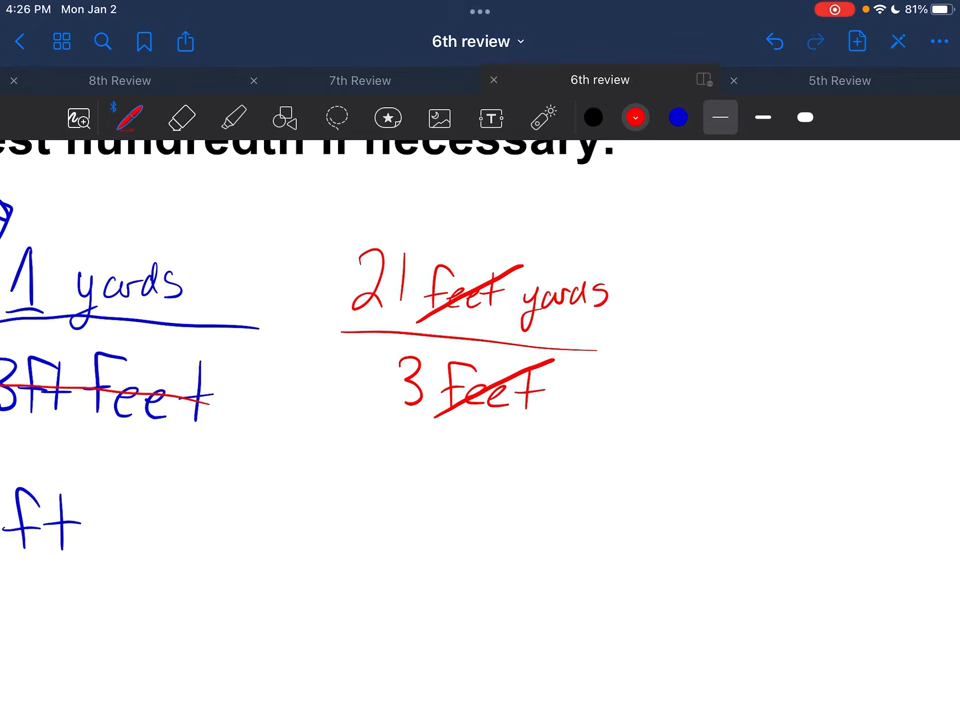 4:26 PM Mon Jan 2
81%
6th review
8th Review
7th Review
6th review
5th Review
est hundredth if necessary.
1 yards
3ft feet
ft
21 feet yards
3 feet